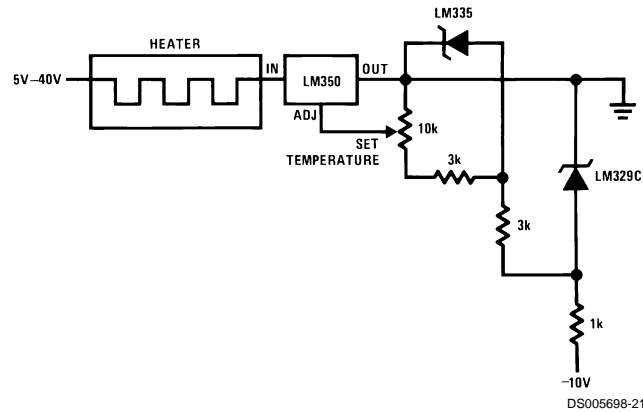 LM335
HEATER
5V–40V
IN
LM350
OUT
ADJ
SET
TEMPERATURE
10k
3k
3k
LM329C
1k
–10V
DS005698-21